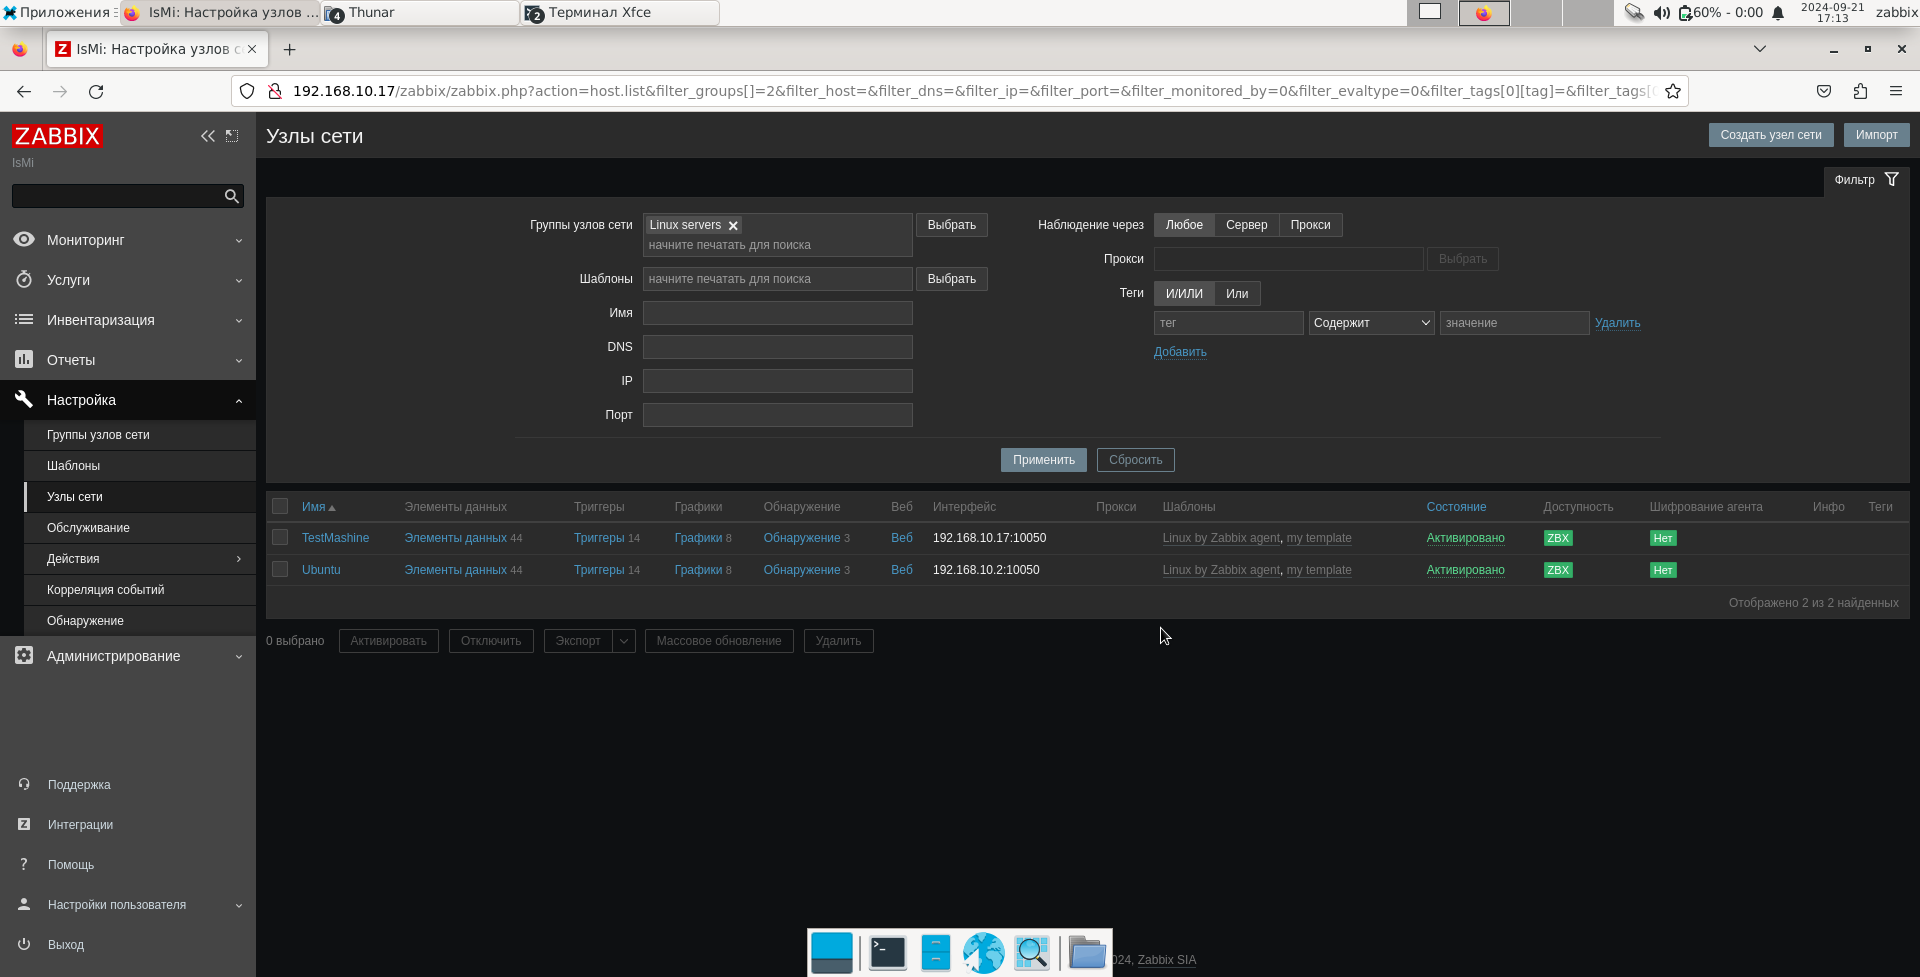 Приложения
IsMi: Настройка узлов ...
4 Thunar
2 Терминал Xfce
60% - 0:00
2024-09-21
17:13
zabbix
IsMi: Настройка узлов с
192.168.10.17/zabbix/zabbix.php?action=host.list&filter_groups[]=2&filter_host=&filter_dns=&filter_ip=&filter_port=&filter_monitored_by=0&filter_evaltype=0&filter_tags[0][tag]=&filter_tags[
ZABBIX
IsMi
Мониторинг
Услуги
Инвентаризация
Отчеты
Настройка
Группы узлов сети
Шаблоны
Узлы сети
Обслуживание
Действия
Корреляция событий
Обнаружение
Администрирование
Поддержка
Z Интеграции
? Помощь
Настройки пользователя
Выход
Узлы сети
Создать узел сети Импорт
Фильтр
Группы узлов сети Linux servers
начните печатать для поиска
Выбрать
Шаблоны начните печатать для поиска Выбрать
Имя
DNS
IP
Порт
Наблюдение через Любое Сервер Прокси
Прокси Выбрать
Теги И/ИЛИ Или
тег Содержит значение Удалить
Добавить
Применить Сбросить
Имя Элементы данных Триггеры Графики Обнаружение Веб Интерфейс Прокси Шаблоны Состояние Доступность Шифрование агента Инфо Теги
TestMashine Элементы данных 44 Триггеры 14 Графики 8 Обнаружение 3 Веб 192.168.10.17:10050 Linux by Zabbix agent, my template Активировано ZBX Нет
Ubuntu Элементы данных 44 Триггеры 14 Графики 8 Обнаружение 3 Веб 192.168.10.2:10050 Linux by Zabbix agent, my template Активировано ZBX Нет
Отображено 2 из 2 найденных
0 выбрано Активировать Отключить Экспорт Массовое обновление Удалить
024, Zabbix SIA